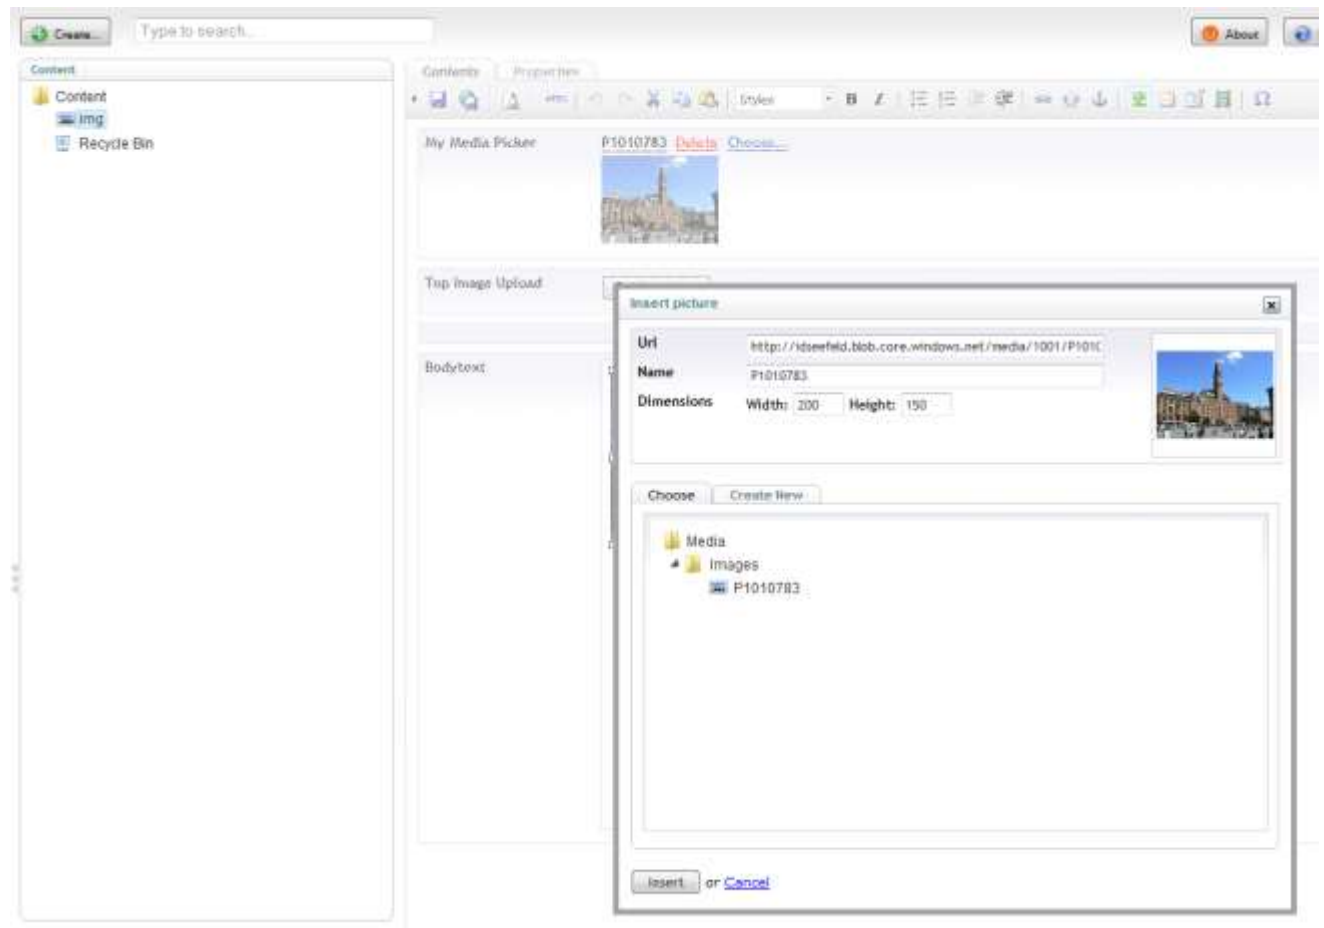 Create...
Type to search...
About
Content
Content
img
Recycle Bin
Contents
Properties
Styles
B I
Ω
My Media Picker
P1010783 Delete Choose...
Top Image Upload
Bodytext
Insert picture
Url
http://idseefeld.blob.core.windows.net/media/1001/P101
Name
P1010783
Dimensions
Width: 200 Height: 150
Choose
Create New
Media
Images
P1010783
Insert or Cancel